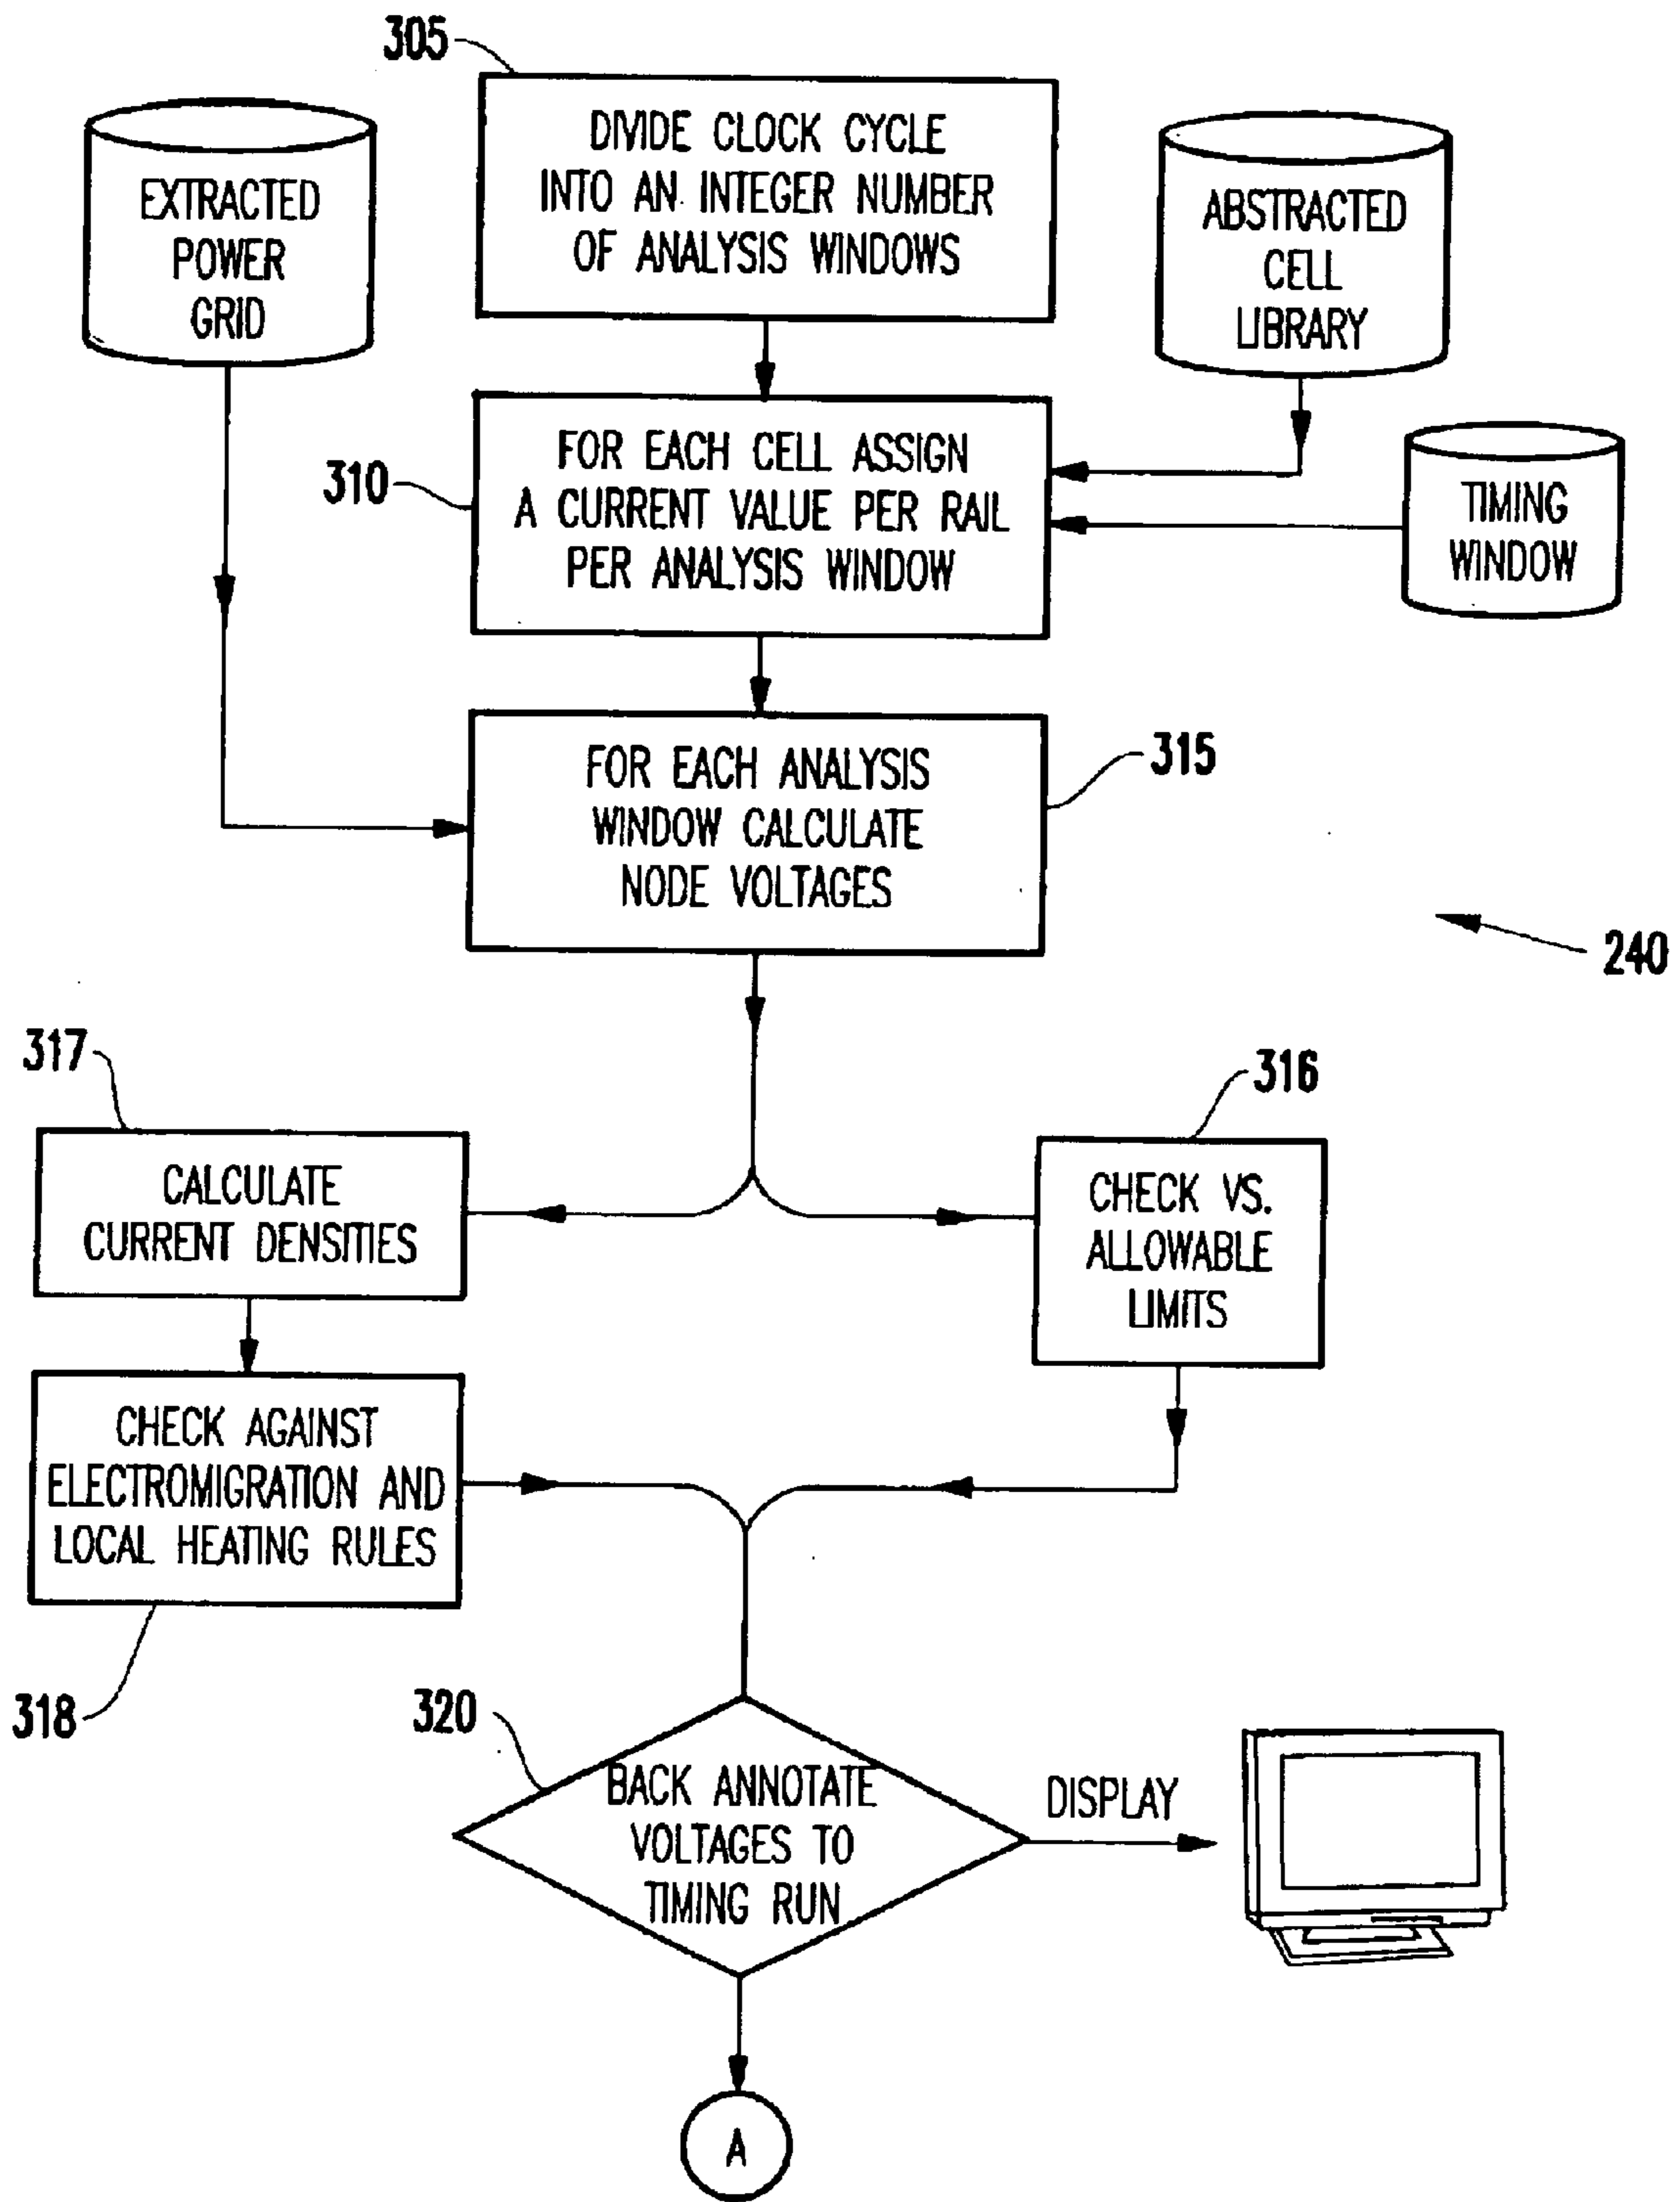 305
DIVIDE CLOCK CYCLE
INTO AN INTEGER NUMBER
OF ANALYSIS WINDOWS
EXTRACTED
POWER
GRID
ABSTRACTED
CELL
LIBRARY
310
FOR EACH CELL ASSIGN
A CURRENT VALUE PER RAIL
PER ANALYSIS WINDOW
TIMING
WINDOW
315
FOR EACH ANALYSIS
WINDOW CALCULATE
NODE VOLTAGES
240
317
CALCULATE
CURRENT DENSITIES
316
CHECK VS.
ALLOWABLE
LIMITS
CHECK AGAINST
ELECTROMIGRATION AND
LOCAL HEATING RULES
318
320
BACK ANNOTATE
VOLTAGES TO
TIMING RUN
DISPLAY
A